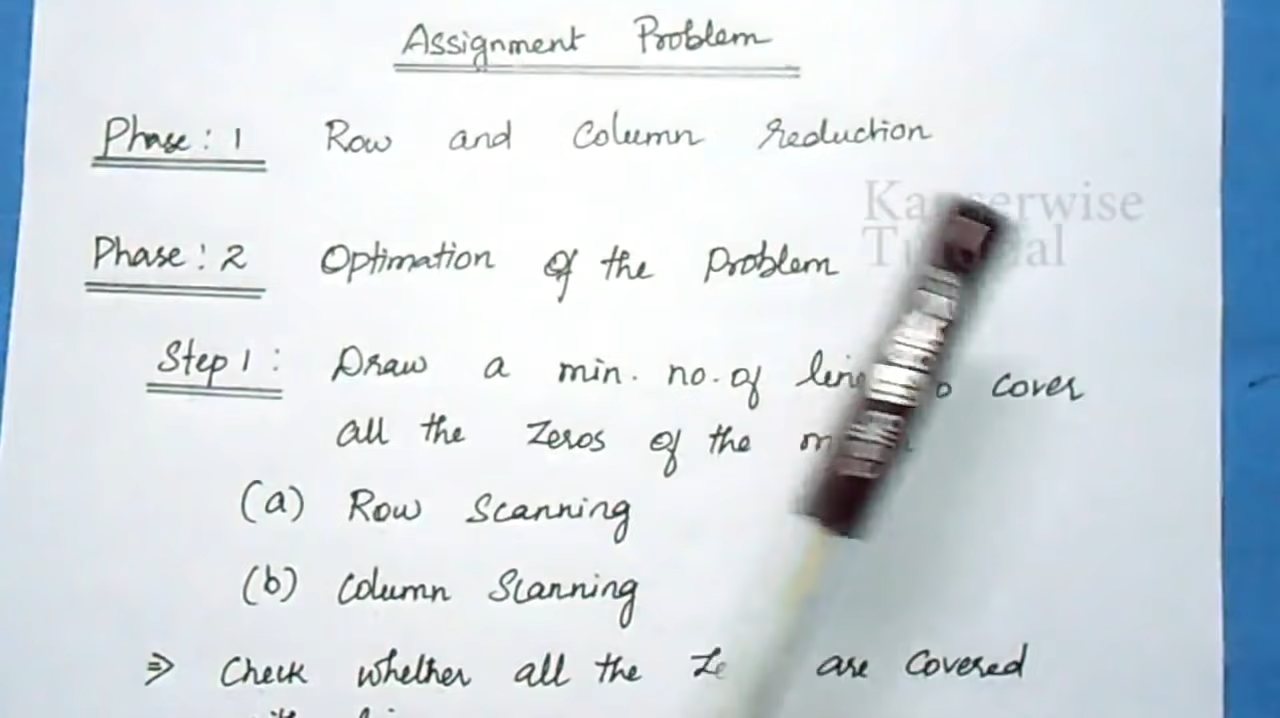 Assignment Problem
Phase: 1 Row and Column reduction
Phase: 2 Optimation of the Problem
Step 1: Draw a min. no. of cover
all the Zeros of the
(a) Row Scanning
(b) Column Scanning
⇒ Check whether all the are Covered